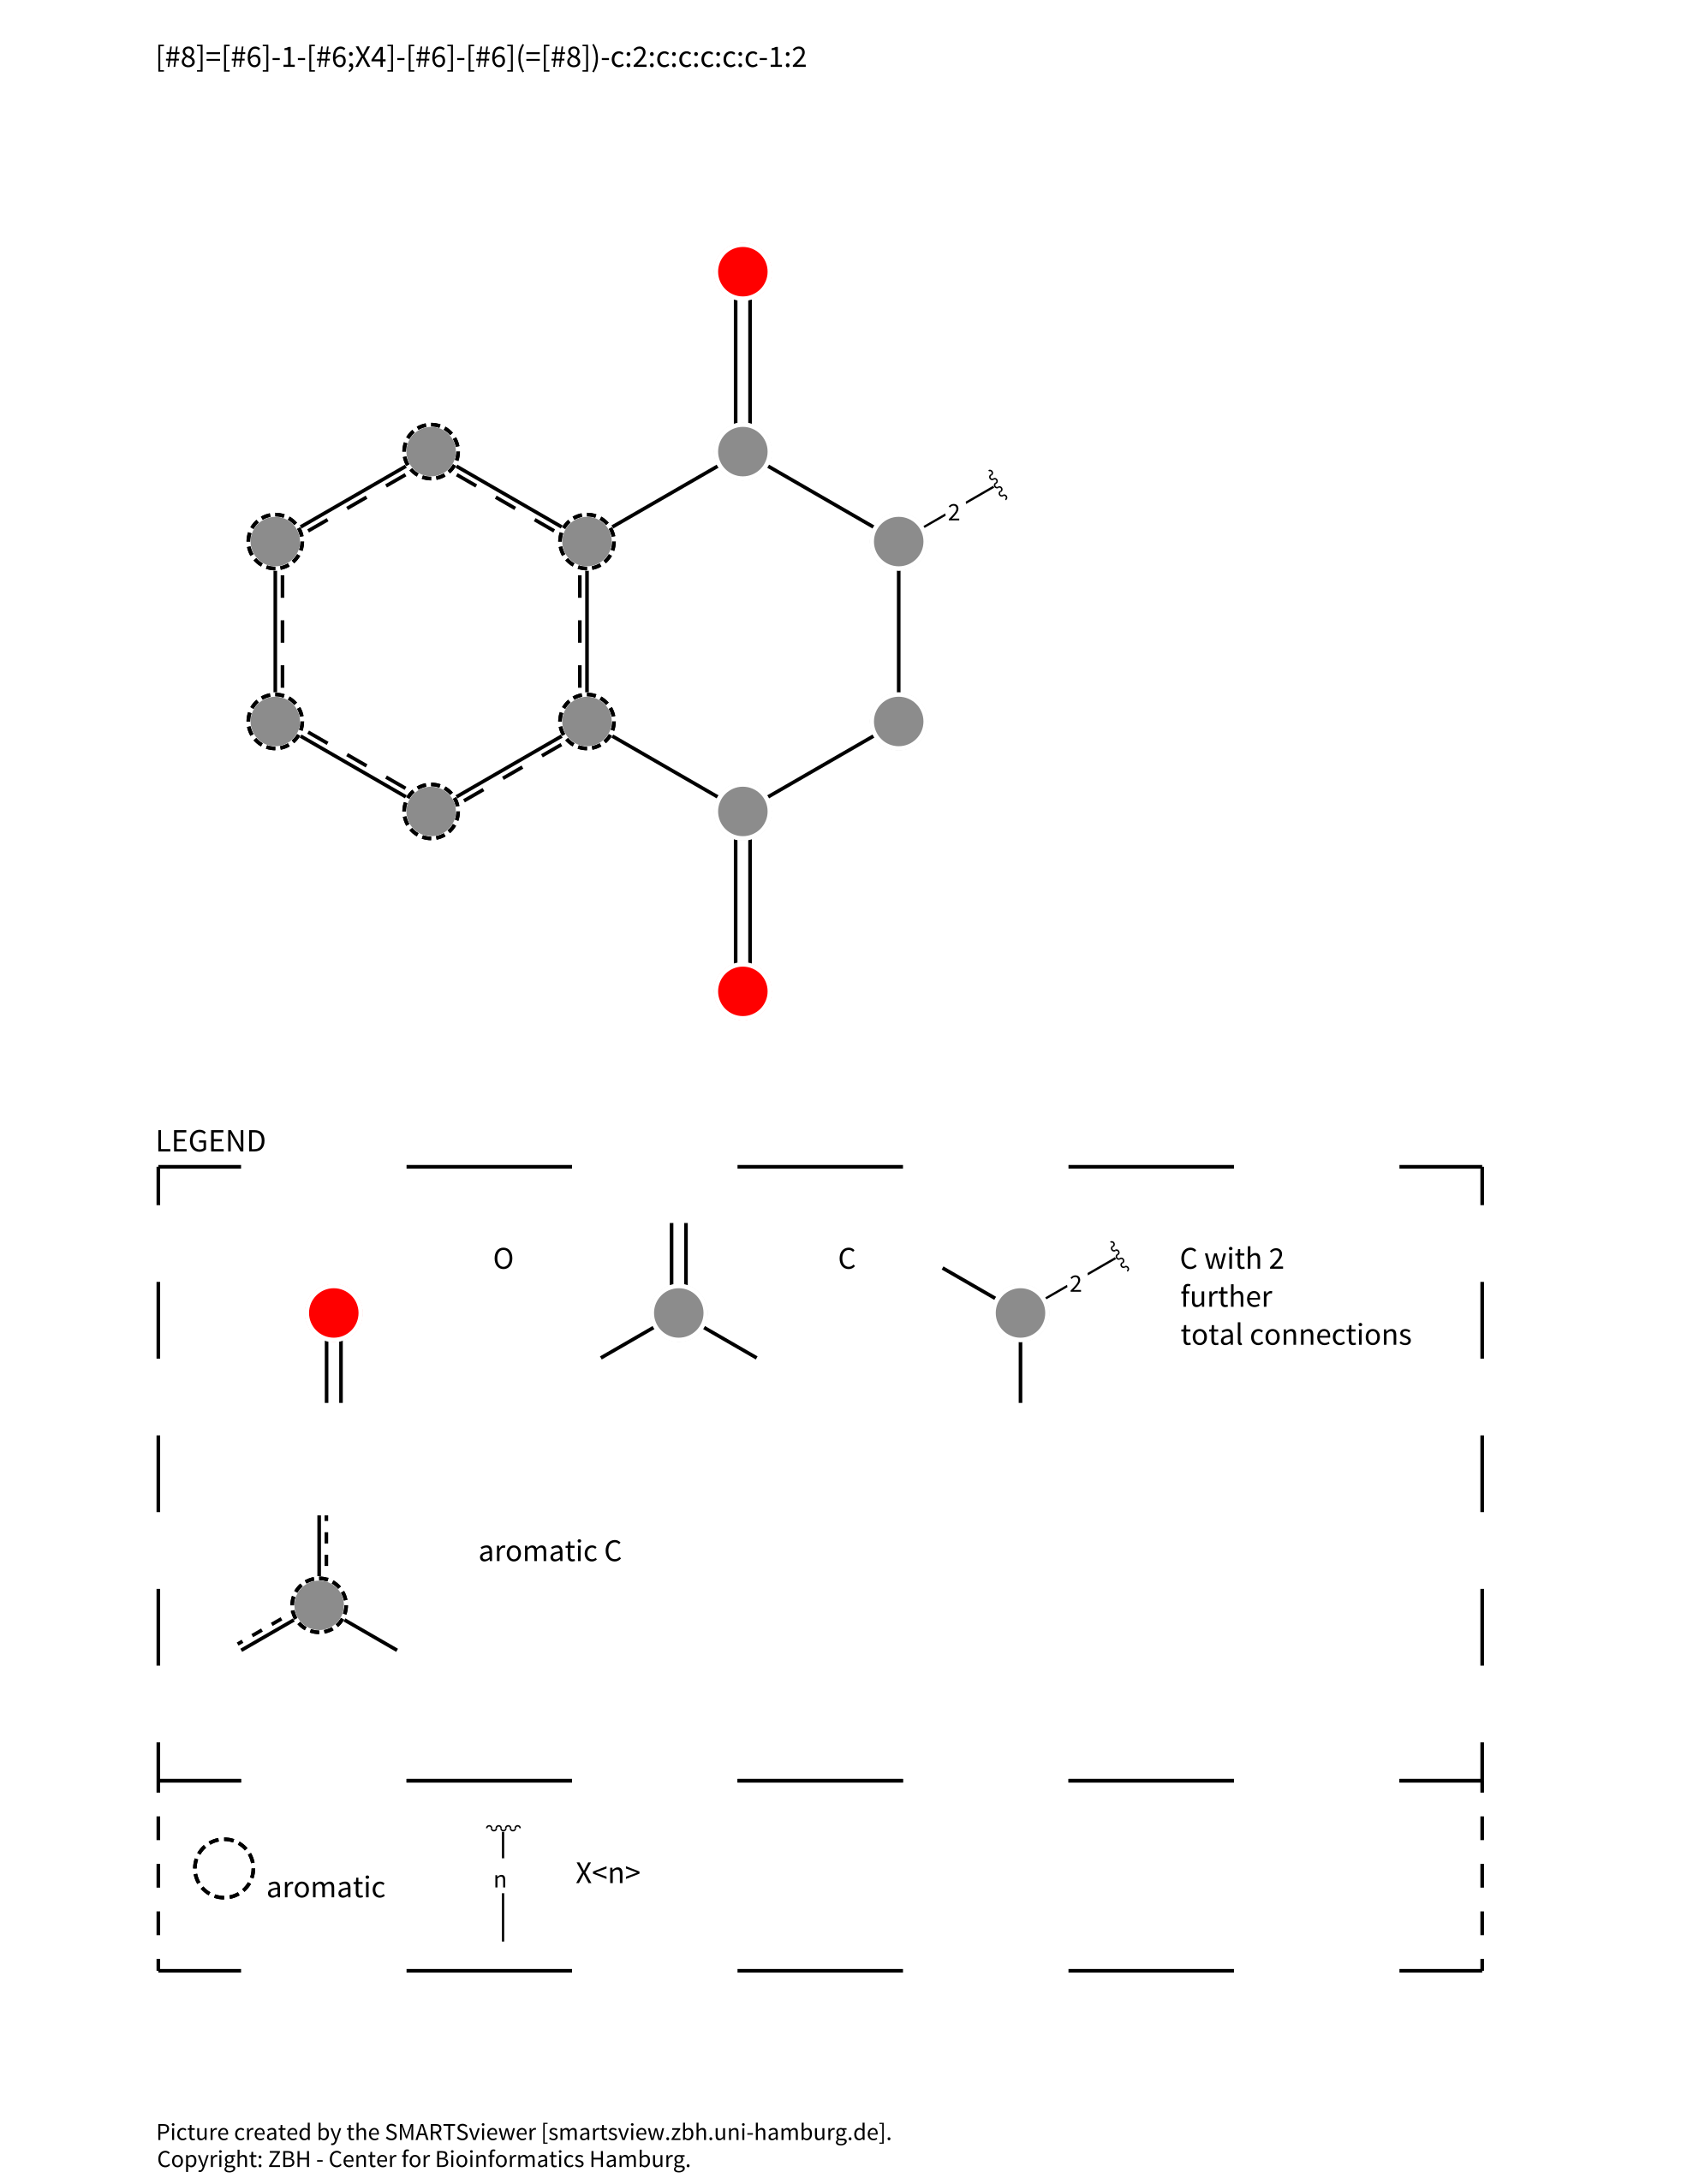 [#8]=[#6]-1-[#6;X4]-[#6]-[#6](=[#8])-c:2:c:c:c:c:c-1:2
2
LEGEND
O
C
2
C with 2
further
total connections
aromatic C
aromatic
n
X<n>
Picture created by the SMARTSviewer [smartsview.zbh.uni-hamburg.de].
Copyright: ZBH - Center for Bioinformatics Hamburg.